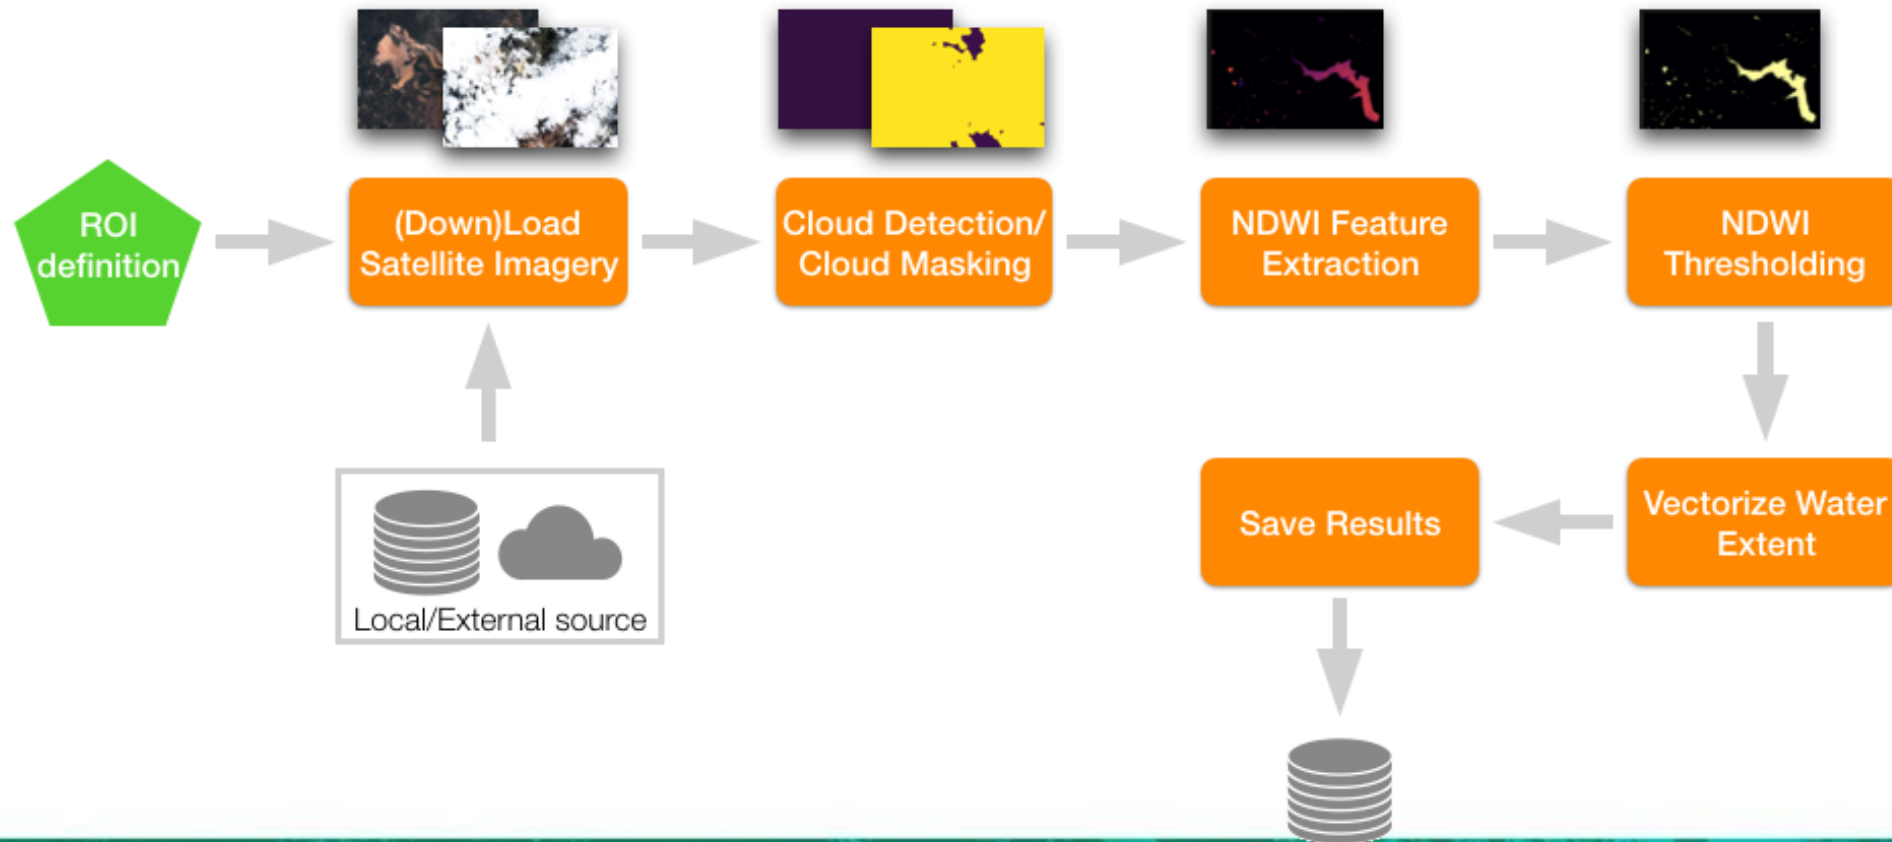 ROI
definition
(Down)Load
Satellite Imagery
Cloud Detection/
Cloud Masking
NDWI Feature
Extraction
NDWI
Thresholding
Local/External source
Save Results
Vectorize Water
Extent